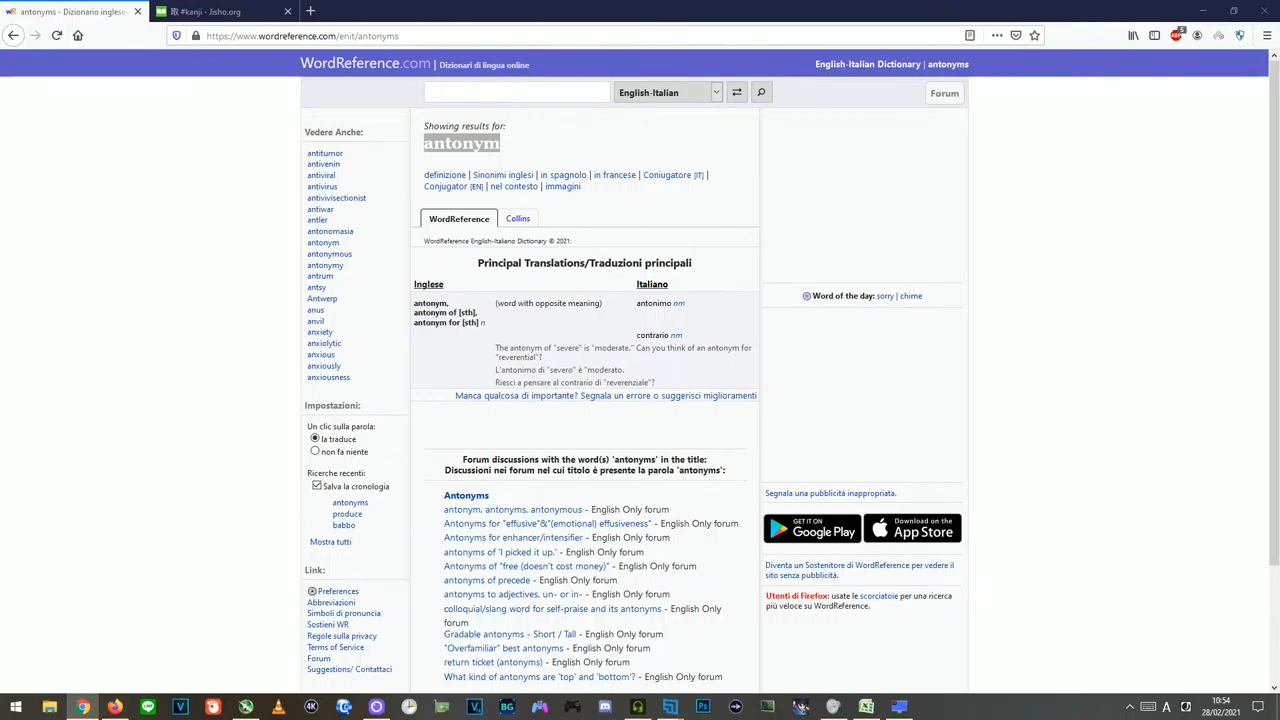 antonyms - Dizionario inglese-
取 #kanji - Jisho.org
https://www.wordreference.com/enit/antonyms
WordReference.com | Dizionari di lingua online
English-Italian Dictionary | antonyms
English-Italian
Forum
Showing results for:
antonym
definizione | Sinonimi inglesi | in spagnolo | in francese | Coniugatore [IT] |
Conjugator [EN] | nel contesto | immagini
WordReference
Collins
WordReference English-Italiano Dictionary © 2021:
Principal Translations/Traduzioni principali
Inglese
Italiano
antonym, (word with opposite meaning) antonimo nm
antonym of [sth],
antonym for [sth] n
contrario nm
The antonym of "severe" is "moderate." Can you think of an antonym for
"reverential"?
L'antonimo di "severo" è "moderato.
Riesci a pensare al contrario di "reverenziale"?
Manca qualcosa di importante? Segnala un errore o suggerisci miglioramenti
Forum discussions with the word(s) 'antonyms' in the title:
Discussioni nei forum nel cui titolo è presente la parola 'antonyms':
Antonyms
antonym, antonyms, antonymous - English Only forum
Antonyms for "effusive"&"(emotional) effusiveness" - English Only forum
Antonyms for enhancer/intensifier - English Only forum
antonyms of 'I picked it up.' - English Only forum
Antonyms of "free (doesn't cost money)" - English Only forum
antonyms of precede - English Only forum
antonyms to adjectives, un- or in- - English Only forum
colloquial/slang word for self-praise and its antonyms - English Only
forum
Gradable antonyms - Short / Tall - English Only forum
"Overfamiliar" best antonyms - English Only forum
return ticket (antonyms) - English Only forum
What kind of antonyms are 'top' and 'bottom'? - English Only forum
Vedere Anche:
antitumor
antivenin
antiviral
antivirus
antivivisectionist
antiwar
antler
antonomasia
antonym
antonymous
antonymy
antrum
antsy
Antwerp
anus
anvil
anxiety
anxiolytic
anxious
anxiously
anxiousness
Impostazioni:
Un clic sulla parola:
la traduce
non fa niente
Ricerche recenti:
Salva la cronologia
antonyms
produce
babbo
Mostra tutti
Link:
Preferences
Abbreviazioni
Simboli di pronuncia
Sostieni WR
Regole sulla privacy
Terms of Service
Forum
Suggestions/ Contattaci
Word of the day: sorry | chime
Segnala una pubblicità inappropriata.
GET IT ON
Google Play
Download on the
App Store
Diventa un Sostenitore di WordReference per vedere il
sito senza pubblicità.
Utenti di Firefox: usate le scorciatoie per una ricerca
più veloce su WordReference.
10:54
28/02/2021